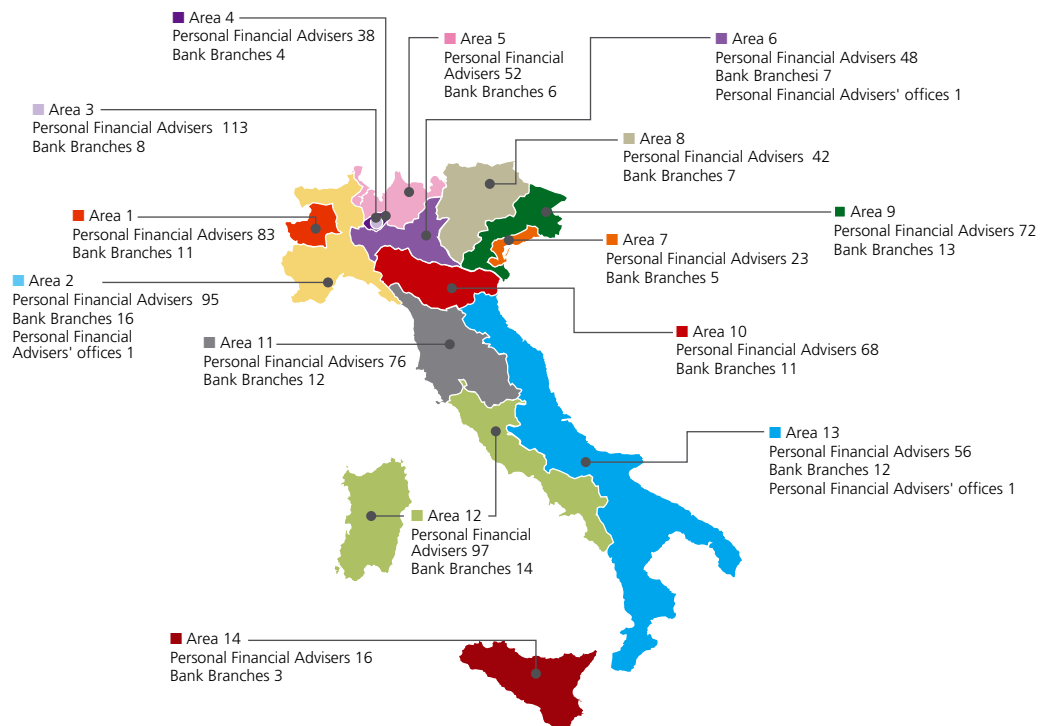 Area 4
Personal Financial Advisers 38
Bank Branches 4
Area 5
Personal Financial
Advisers 52
Bank Branches 6
Area 6
Personal Financial Advisers 48
Bank Branchesi 7
Personal Financial Advisers' offices 1
Area 3
Personal Financial Advisers 113
Bank Branches 8
Area 8
Personal Financial Advisers 42
Bank Branches 7
Area 1
Personal Financial Advisers 83
Bank Branches 11
Area 9
Personal Financial Advisers 72
Bank Branches 13
Area 7
Personal Financial Advisers 23
Bank Branches 5
Area 2
Personal Financial Advisers 95
Bank Branches 16
Personal Financial
Advisers' offices 1
Area 10
Personal Financial Advisers 68
Bank Branches 11
Area 11
Personal Financial Advisers 76
Bank Branches 12
Area 13
Personal Financial Advisers 56
Bank Branches 12
Personal Financial Advisers' offices 1
Area 12
Personal Financial
Advisers 97
Bank Branches 14
Area 14
Personal Financial Advisers 16
Bank Branches 3